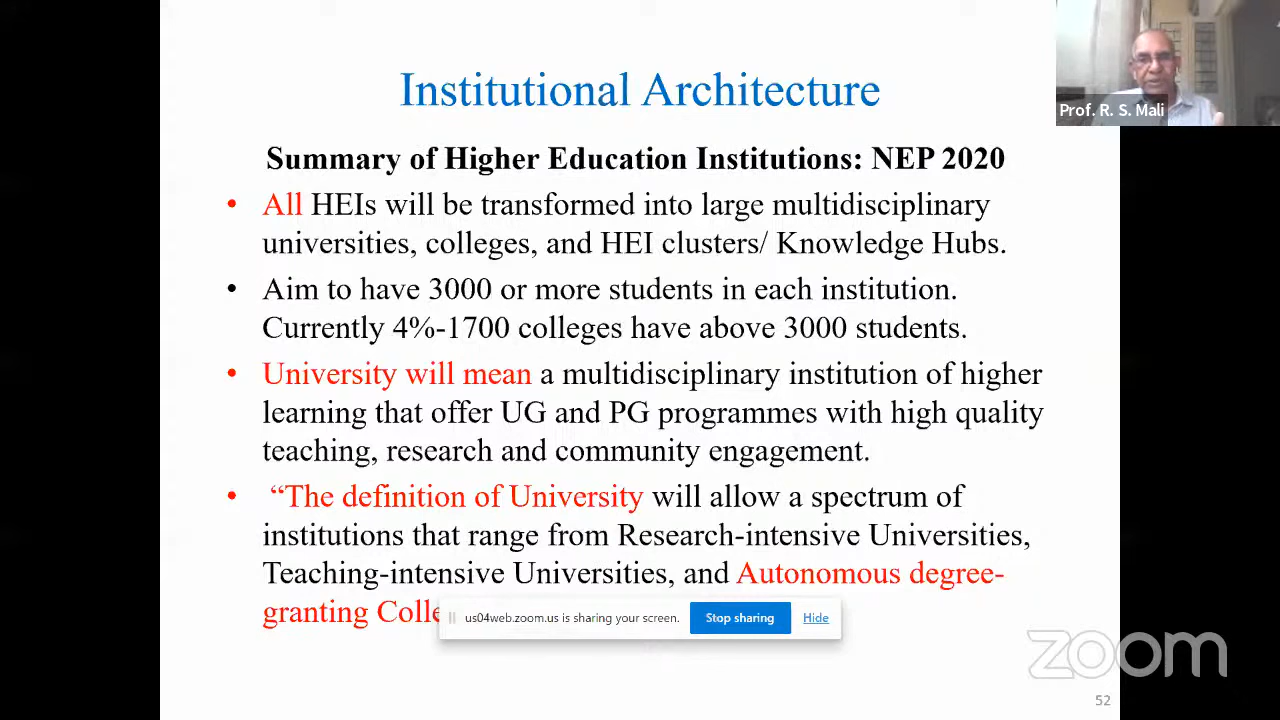 Institutional Architecture
Prof. R. S. Mali
Summary of Higher Education Institutions: NEP 2020
• All HEIs will be transformed into large multidisciplinary
universities, colleges, and HEI clusters/ Knowledge Hubs.
• Aim to have 3000 or more students in each institution.
Currently 4%-1700 colleges have above 3000 students.
• University will mean a multidisciplinary institution of higher
learning that offer UG and PG programmes with high quality
teaching, research and community engagement.
• “The definition of University will allow a spectrum of
institutions that range from Research-intensive Universities,
Teaching-intensive Universities, and Autonomous degree-
granting
us04web.zoom.us is sharing your screen. Stop sharing Hide
zoom
52